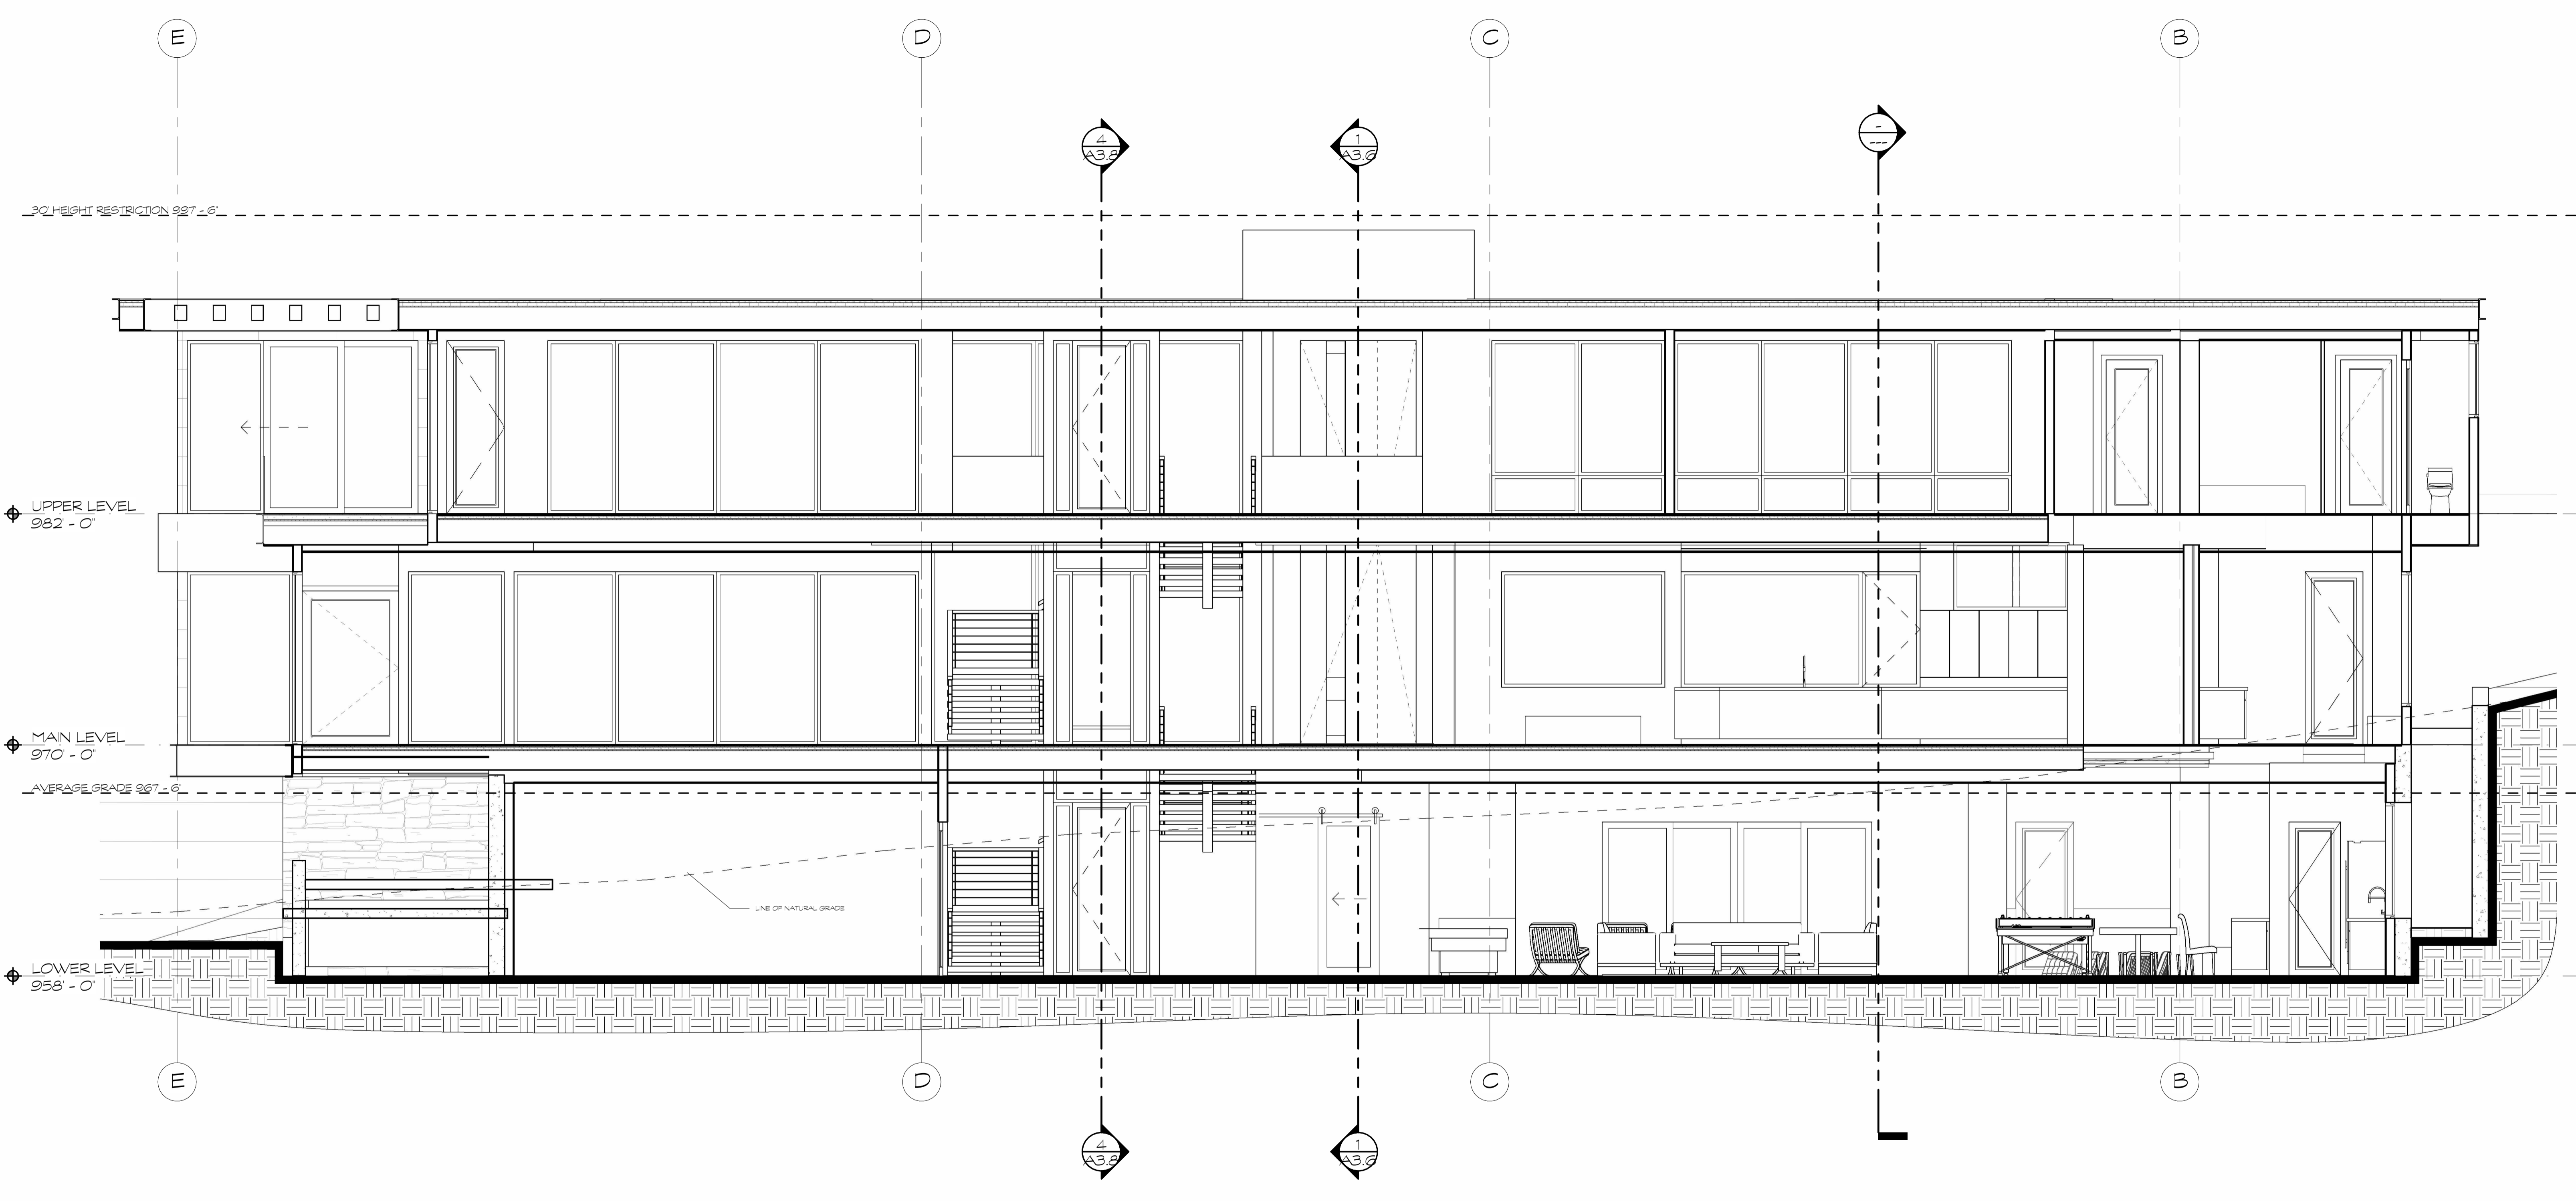 E
D
C
B
4
A3.8
1
A3.6
-
---
30' HEIGHT RESTRICTION 997 - 6"
UPPER LEVEL
982' - 0"
MAIN LEVEL
970' - 0"
AVERAGE GRADE 967 - 6"
LINE OF NATURAL GRADE
LOWER LEVEL
958' - 0"
E
D
C
B
4
A3.8
1
A3.6